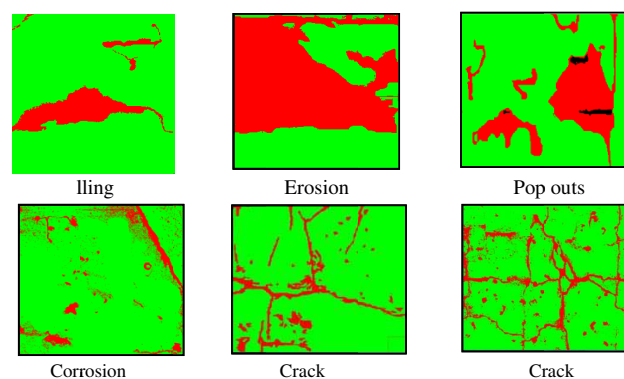 lling
Erosion
Pop outs
Corrosion
Crack
Crack